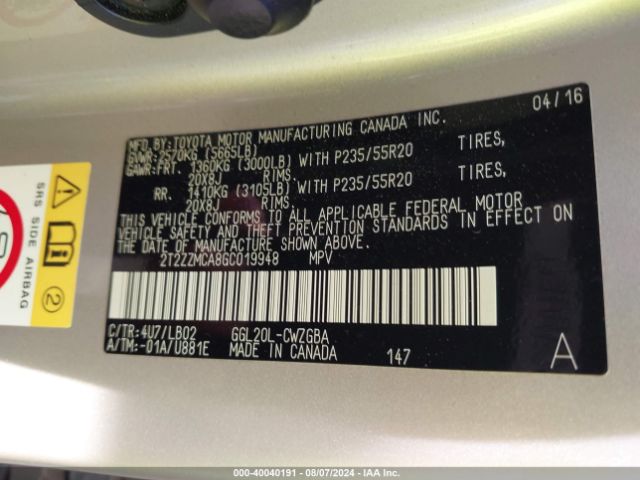 04/16
MFD.BY:TOYOTA MOTOR MANUFACTURING CANADA INC.
GVWR:2570KG (5665LB)
GAWR:FRT. 1360KG (3000LB) WITH P235/55R20 TIRES,
20X8J RIMS.
RR. 1410KG (3105LB) WITH P235/55R20 TIRES,
20X8J RIMS.
THIS VEHICLE CONFORMS TO ALL APPLICABLE FEDERAL MOTOR
VEHICLE SAFETY AND THEFT PREVENTION STANDARDS IN EFFECT ON
THE DATE OF MANUFACTURE SHOWN ABOVE.
2T2ZZMCA8GC019948 MPV
C/TR:4U7/LB02 GGL20L-CWZGBA
A/TM:-01A/U881E MADE IN CANADA 147 A
SRS SIDE AIRBAG
2
000-40040191 - 08/07/2024 - IAA Inc.